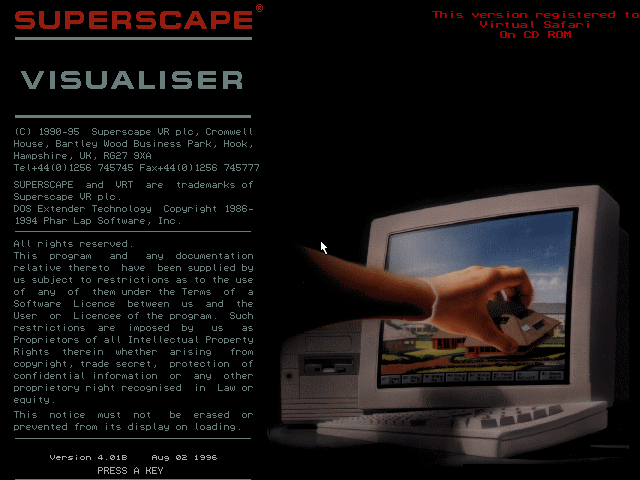 SUPERSCAPE®
This version registered to
Virtual Safari
On CD ROM
VISUALISER
(C) 1990-95 Superscape VR plc, Cromwell
House, Bartley Wood Business Park, Hook,
Hampshire, UK, RG27 9XA
Tel+44(0)1256 745745 Fax+44(0)1256 745777
SUPERSCAPE and VRT are trademarks of
Superscape VR plc.
DOS Extender Technology Copyright 1986-
1994 Phar Lap Software, Inc.
All rights reserved.
This program and any documentation
relative thereto have been supplied by
us subject to restrictions as to the use
of any of them under the Terms of a
Software Licence between us and the
User or Licencee of the program. Such
restrictions are imposed by us as
Proprietors of all Intellectual Property
Rights therein whether arising from
copyright, trade secret, protection of
confidential information or any other
proprietary right recognised in Law or
equity.
This notice must not be erased or
prevented from its display on loading.
Version 4.01B Aug 02 1996
PRESS A KEY